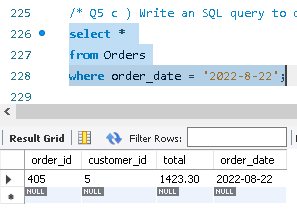 225 /* Q5 c ) Write an SQL query to
226 select *
227 from Orders
228 where order_date = '2022-8-22';
229
Result Grid Filter Rows:
order_id customer_id total order_date
405 5 1423.30 2022-08-22
NULL NULL NULL NULL